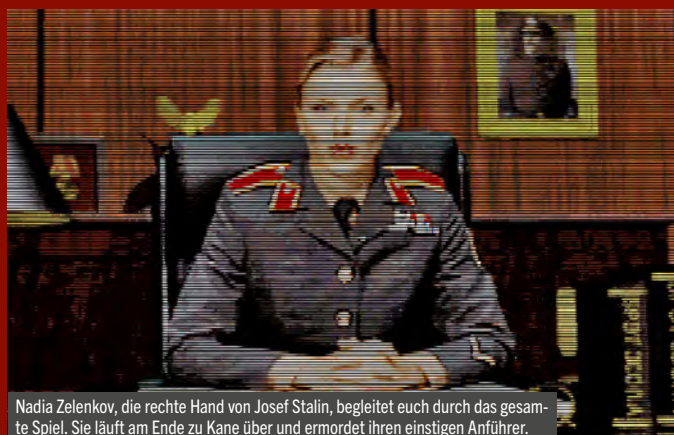 Nadia Zelenkov, die rechte Hand von Josef Stalin, begleitet euch durch das gesam-
te Spiel. Sie läuft am Ende zu Kane über und ermordet ihren einstigen Anführer.